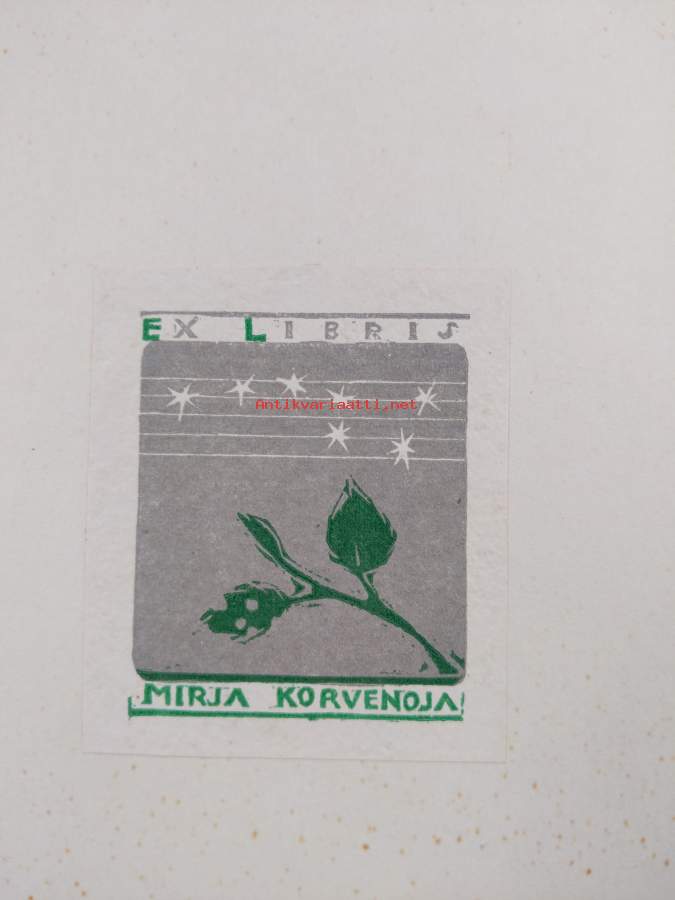 EX LIBRIS
Antikvariaatti.net
MIRJA KORVENOJA